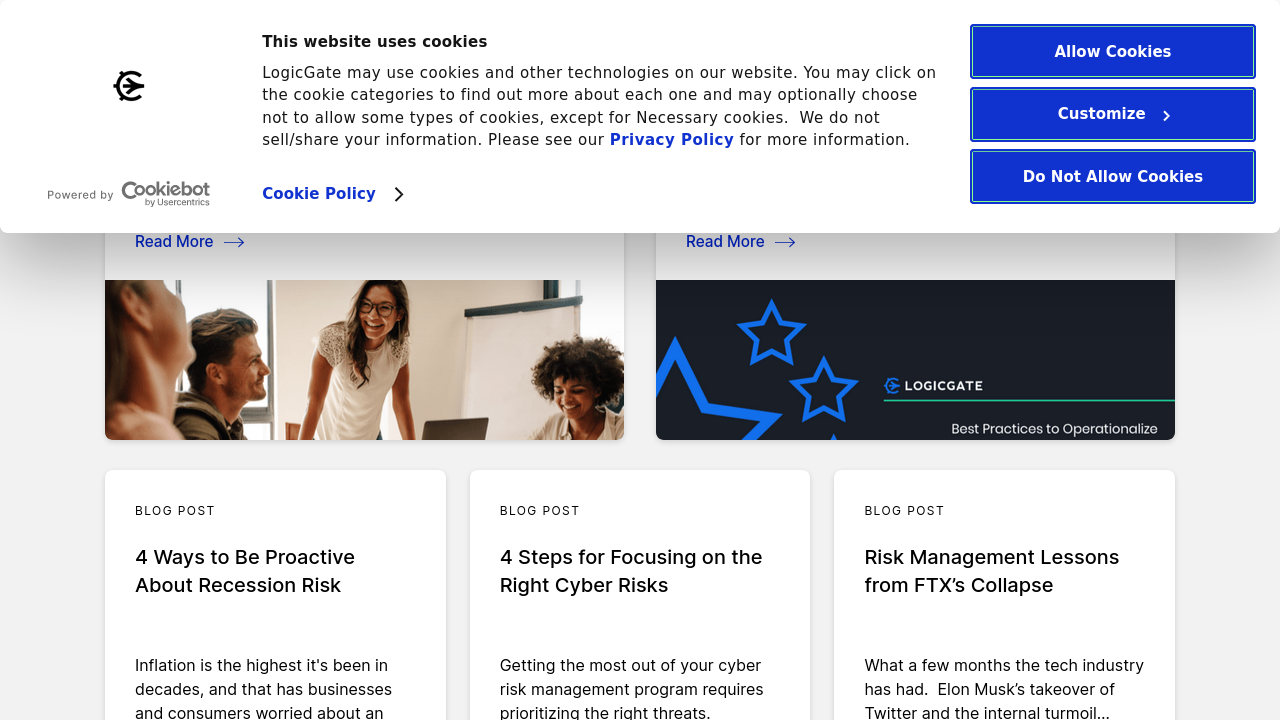 This website uses cookies
LogicGate may use cookies and other technologies on our website. You may click on
the cookie categories to find out more about each one and may optionally choose
not to allow some types of cookies, except for Necessary cookies.  We do not
sell/share your information. Please see our Privacy Policy for more information.
Cookie Policy
Powered by Cookiebot
by Usercentrics
Allow Cookies
Customize
Do Not Allow Cookies
Read More
Read More
LOGICGATE
Best Practices to Operationalize
BLOG POST
4 Ways to Be Proactive
About Recession Risk
Inflation is the highest it's been in
decades, and that has businesses
and consumers worried about an
BLOG POST
4 Steps for Focusing on the
Right Cyber Risks
Getting the most out of your cyber
risk management program requires
prioritizing the right threats.
BLOG POST
Risk Management Lessons
from FTX’s Collapse
What a few months the tech industry
has had.  Elon Musk’s takeover of
Twitter and the internal turmoil...